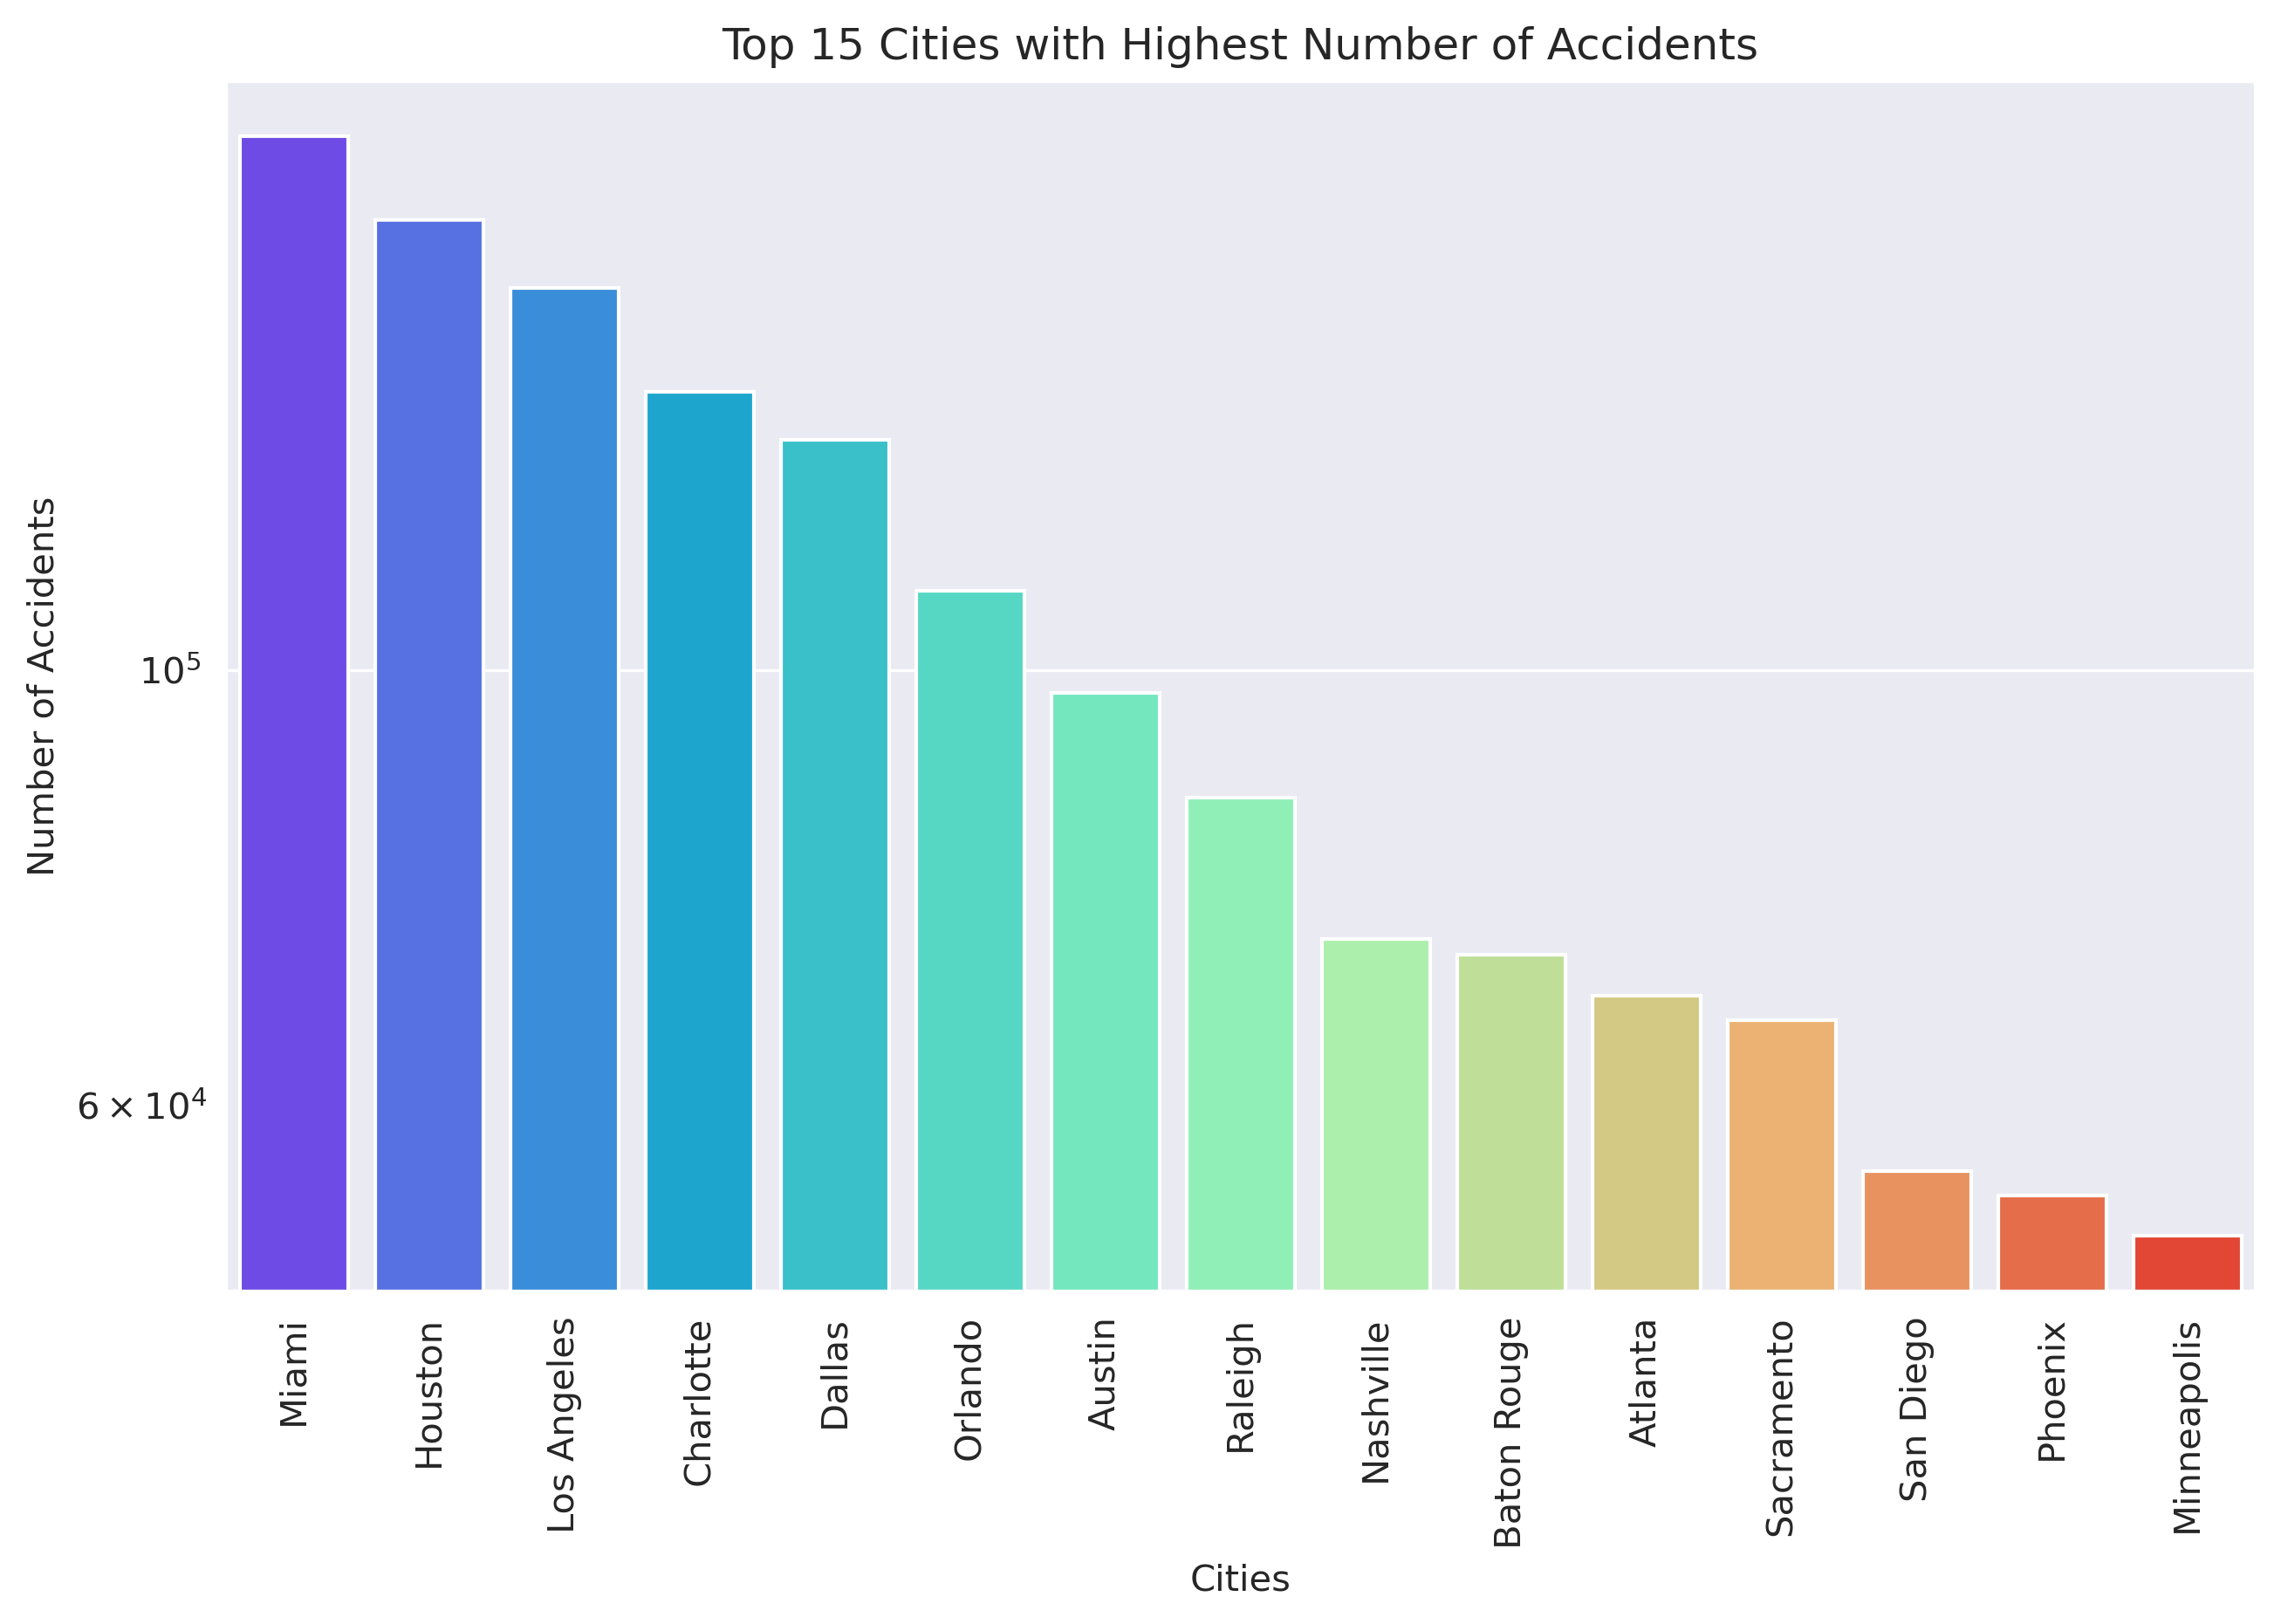 Top 15 Cities with Highest Number of Accidents
Number of Accidents
10⁵
6 × 10⁴
Miami
Houston
Los Angeles
Charlotte
Dallas
Orlando
Austin
Raleigh
Nashville
Baton Rouge
Atlanta
Sacramento
San Diego
Phoenix
Minneapolis
Cities